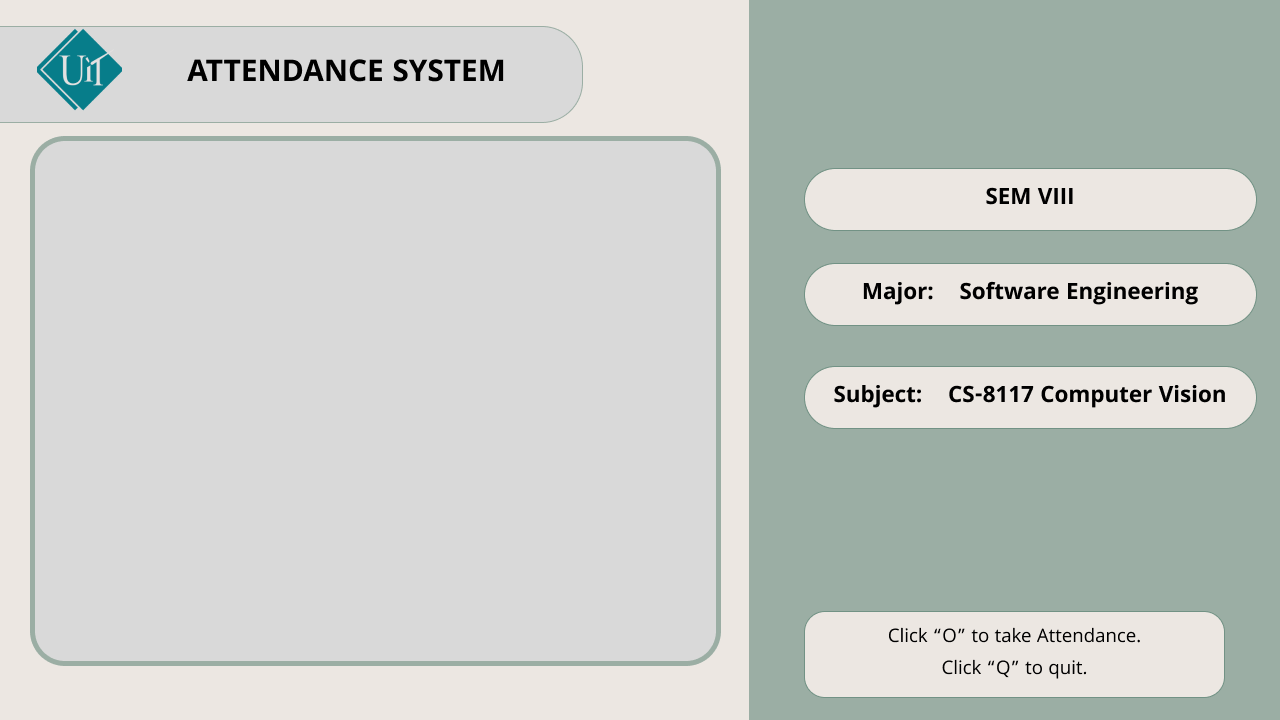 UiT
ATTENDANCE SYSTEM
SEM VIII
Major: Software Engineering
Subject: CS-8117 Computer Vision
Click “O” to take Attendance.
Click “Q” to quit.